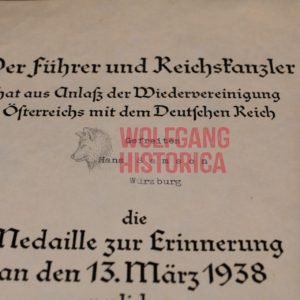 Der Führer und Reichskanzler
hat aus Anlaß der Wiedervereinigung
Österreichs mit dem Deutschen Reich
Gefreiten
WOLFGANG
HISTORICA
Hans
Würzburg
die
Medaille zur Erinnerung
an den 13. März 1938